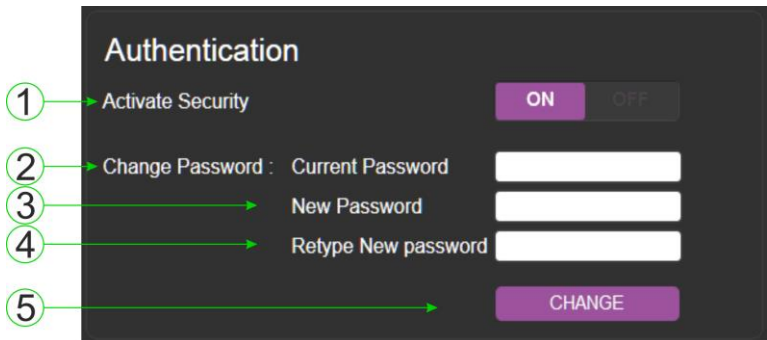 Authentication
1 Activate Security ON OFF
2 Change Password : Current Password
3 New Password
4 Retype New password
5 CHANGE